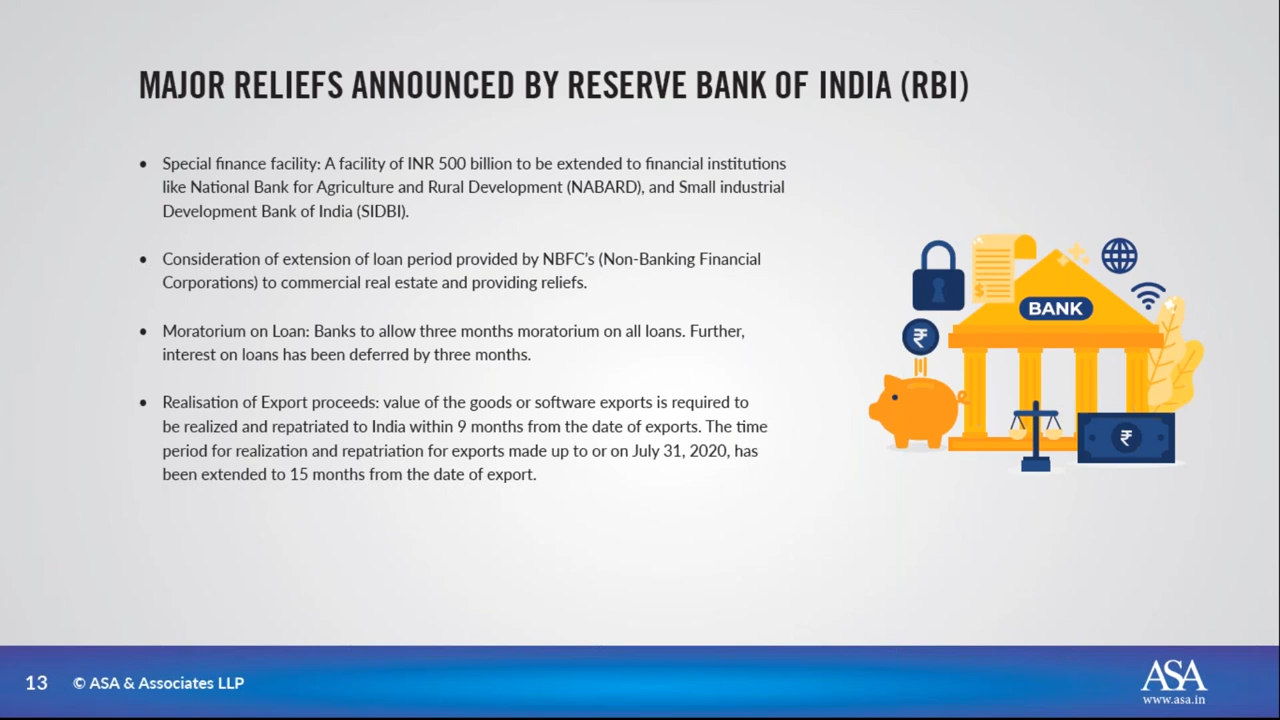 MAJOR RELIEFS ANNOUNCED BY RESERVE BANK OF INDIA (RBI)
• Special finance facility: A facility of INR 500 billion to be extended to financial institutions
like National Bank for Agriculture and Rural Development (NABARD), and Small industrial
Development Bank of India (SIDBI).
• Consideration of extension of loan period provided by NBFC's (Non-Banking Financial
Corporations) to commercial real estate and providing reliefs.
• Moratorium on Loan: Banks to allow three months moratorium on all loans. Further,
interest on loans has been deferred by three months.
• Realisation of Export proceeds: value of the goods or software exports is required to
be realized and repatriated to India within 9 months from the date of exports. The time
period for realization and repatriation for exports made up to or on July 31, 2020, has
been extended to 15 months from the date of export.
$
BANK
₹
₹
13 © ASA & Associates LLP
ASA
www.asa.in